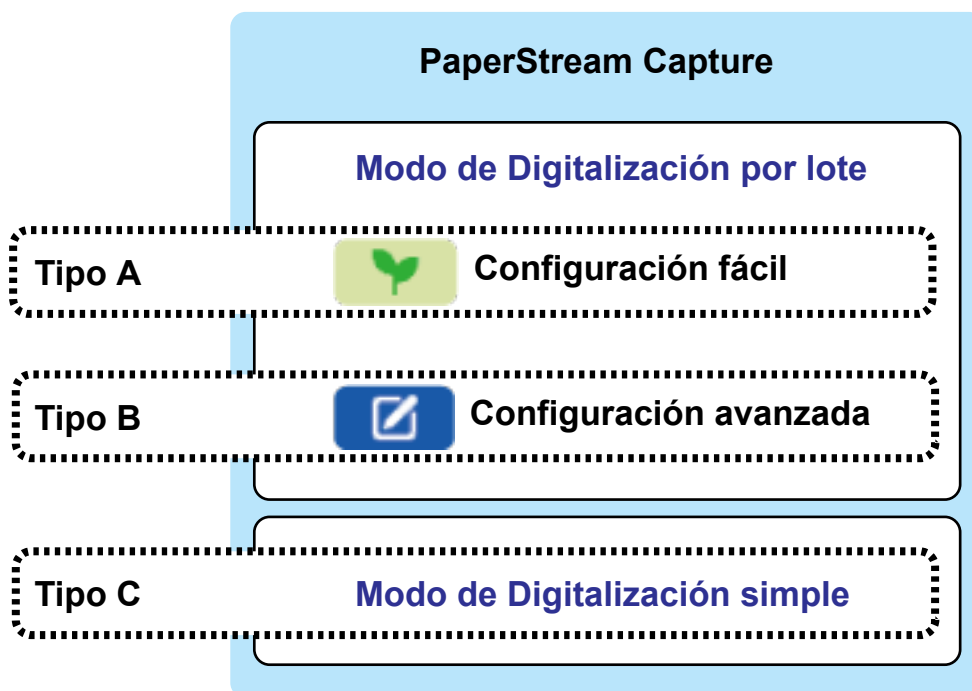 PaperStream Capture
Modo de Digitalización por lote
Tipo A Configuración fácil
Tipo B Configuración avanzada
Tipo C Modo de Digitalización simple